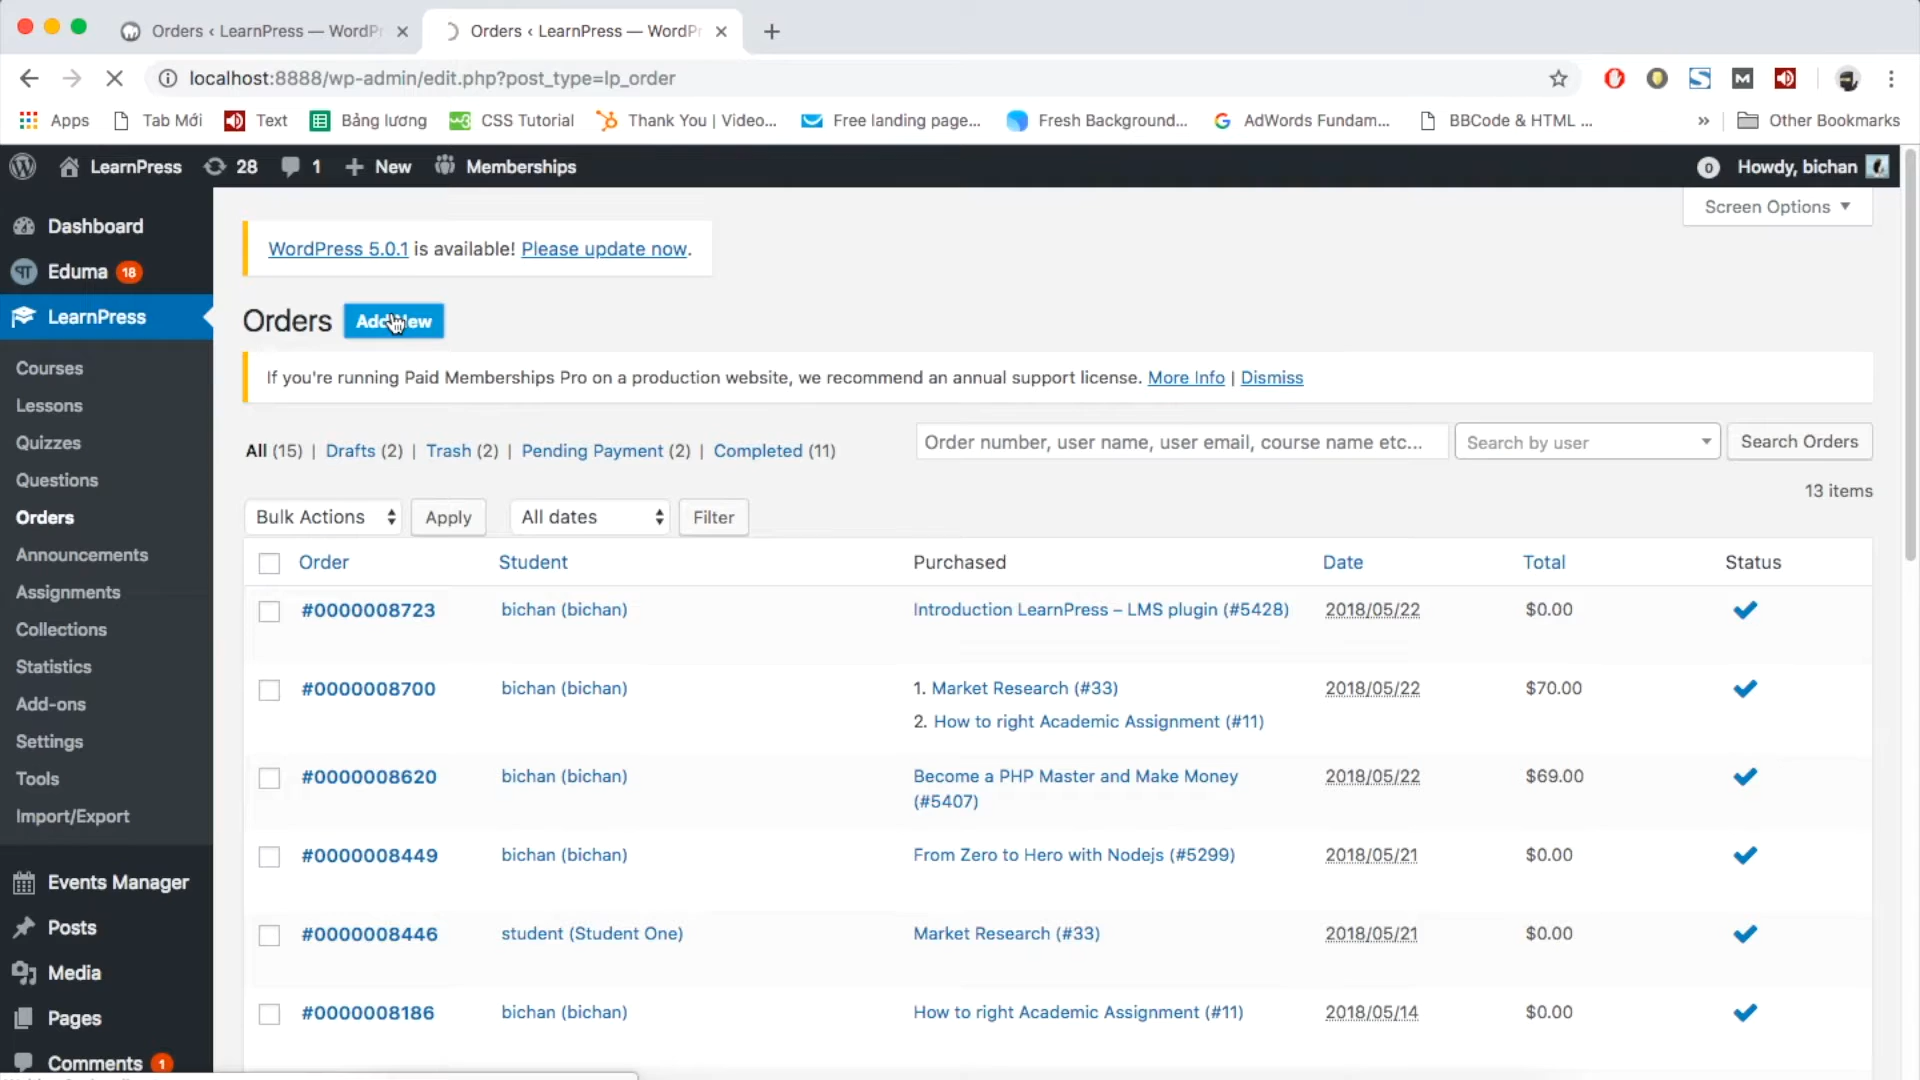 Orders ‹ LearnPress — WordPr
Orders ‹ LearnPress — WordPr
localhost:8888/wp-admin/edit.php?post_type=lp_order
Apps Tab Mới Text Bảng lương CSS Tutorial Thank You | Video... Free landing page... Fresh Background... AdWords Fundam... BBCode & HTML ... » Other Bookmarks
LearnPress 28 1 + New Memberships 0 Howdy, bichan
Screen Options
Dashboard
Eduma 18
LearnPress
Courses
Lessons
Quizzes
Questions
Orders
Announcements
Assignments
Collections
Statistics
Add-ons
Settings
Tools
Import/Export
Events Manager
Posts
Media
Pages
Comments 1
WordPress 5.0.1 is available! Please update now.
Orders Add New
If you're running Paid Memberships Pro on a production website, we recommend an annual support license. More Info | Dismiss
All (15) | Drafts (2) | Trash (2) | Pending Payment (2) | Completed (11)
Order number, user name, user email, course name etc... Search by user Search Orders
13 items
Bulk Actions Apply All dates Filter
Order Student Purchased Date Total Status
#0000008723 bichan (bichan) Introduction LearnPress – LMS plugin (#5428) 2018/05/22 $0.00
#0000008700 bichan (bichan) 1. Market Research (#33) 2018/05/22 $70.00
2. How to right Academic Assignment (#11)
#0000008620 bichan (bichan) Become a PHP Master and Make Money 2018/05/22 $69.00
(#5407)
#0000008449 bichan (bichan) From Zero to Hero with Nodejs (#5299) 2018/05/21 $0.00
#0000008446 student (Student One) Market Research (#33) 2018/05/21 $0.00
#0000008186 bichan (bichan) How to right Academic Assignment (#11) 2018/05/14 $0.00